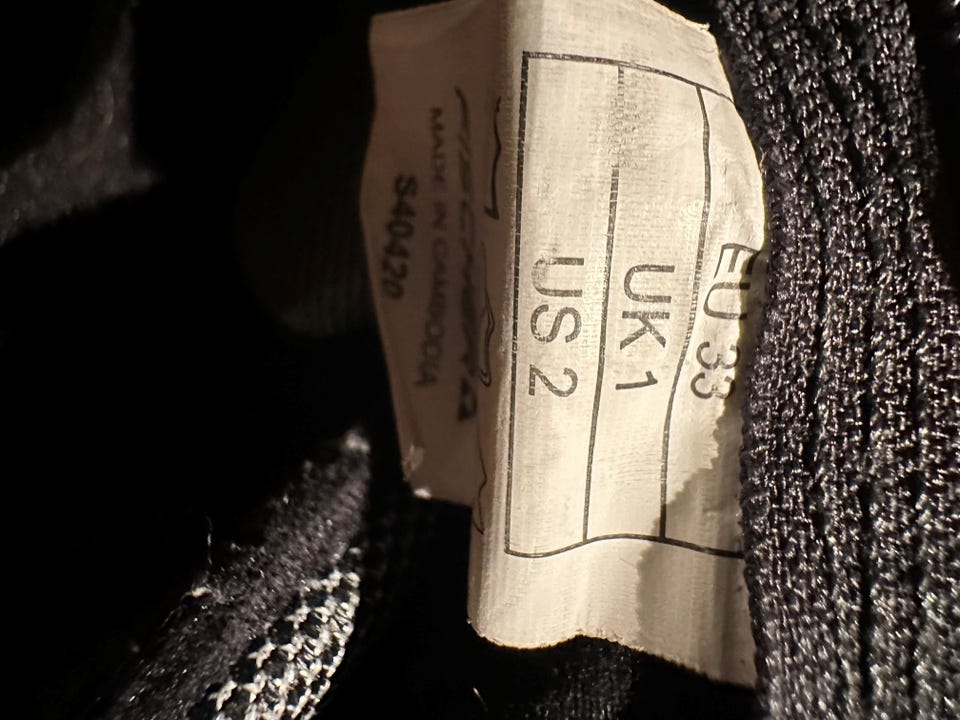 EU 33
UK 1
US 2
MADE IN CAMBODIA
S40420